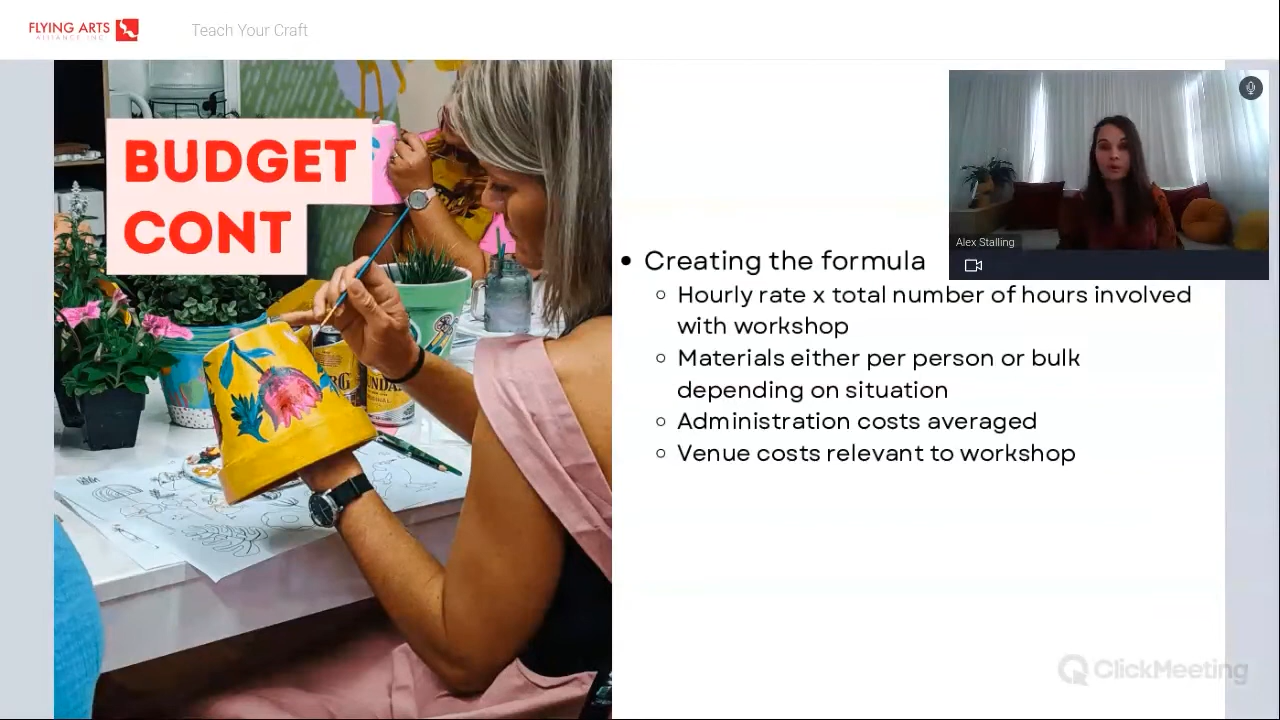 FLYING ARTS
ALLIANCE INC
Teach Your Craft
BUDGET
CONT
Alex Stalling
• Creating the formula
○ Hourly rate x total number of hours involved
with workshop
○ Materials either per person or bulk
depending on situation
○ Administration costs averaged
○ Venue costs relevant to workshop
ClickMeeting